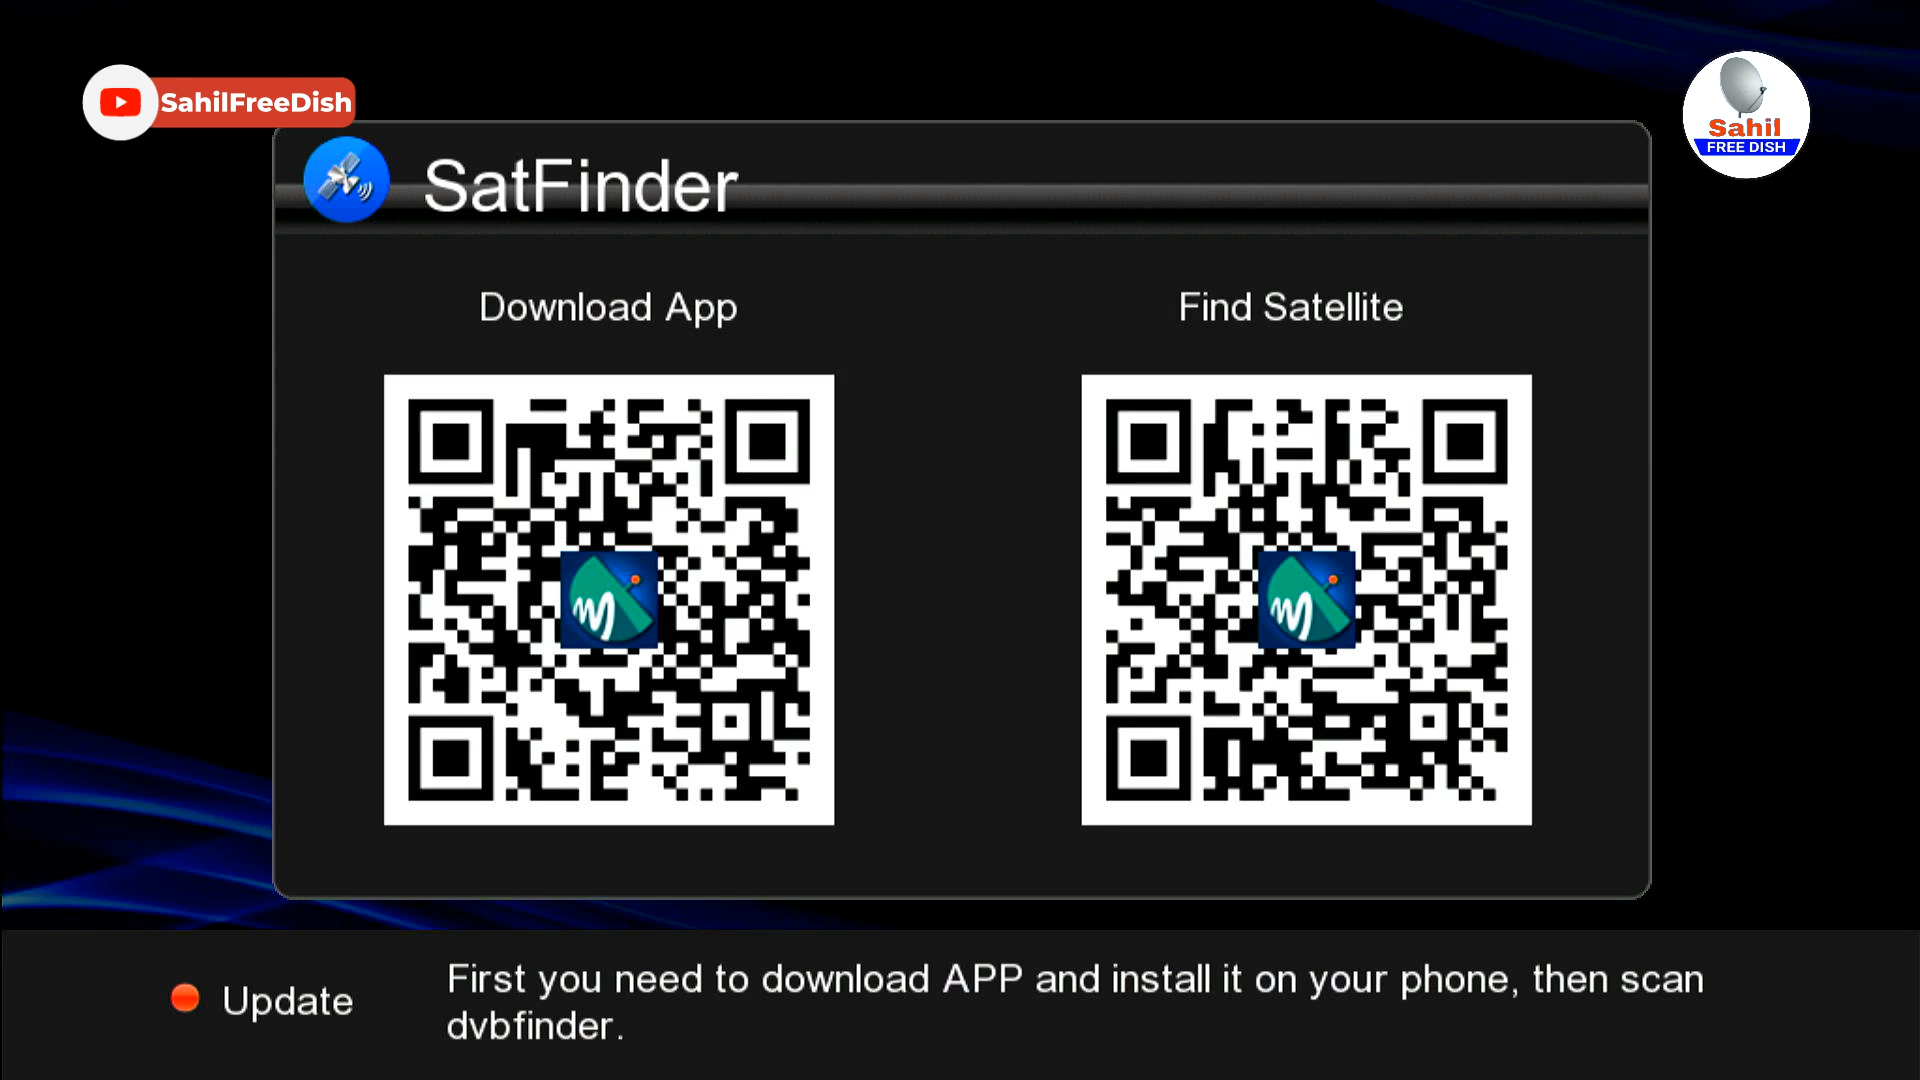 SahilFreeDish
Sahil
FREE DISH
SatFinder
Download App
Find Satellite
m
m
Update
First you need to download APP and install it on your phone, then scan
dvbfinder.